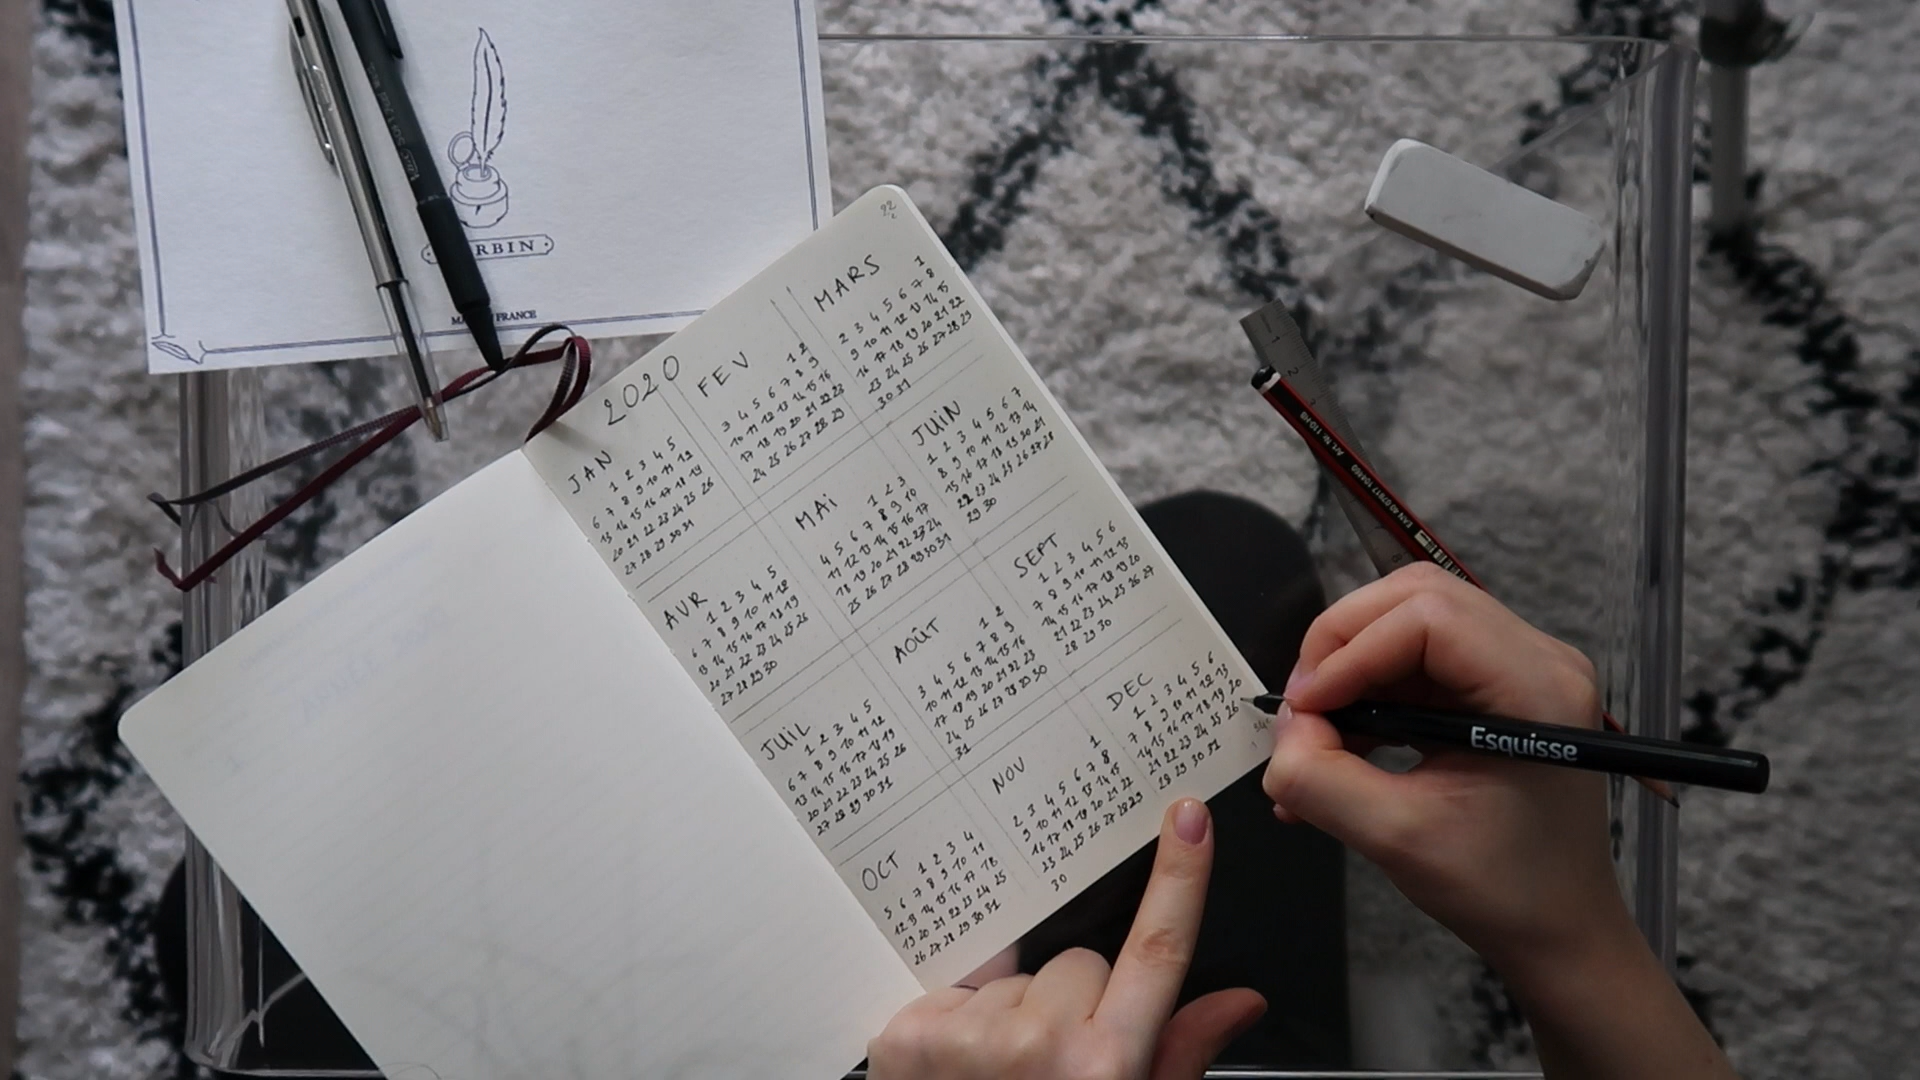 MARS
1
2 3 4 5 6 7 8
9 10 11 12 13 14 15
16 17 18 19 20 21 22
23 24 25 26 27 28 29
30 31
2020
FEV
1 2
3 4 5 6 7 8 9
10 11 12 13 14 15 16
17 18 19 20 21 22 23
24 25 26 27 28 29
JAN
1 2 3 4 5
6 7 8 9 10 11 12
13 14 15 16 17 18 19
20 21 22 23 24 25 26
27 28 29 30 31
JUIN
1 2 3 4 5 6 7
8 9 10 11 12 13 14
15 16 17 18 19 20 21
22 23 24 25 26 27 28
29 30
MAI
1 2 3
4 5 6 7 8 9 10
11 12 13 14 15 16 17
18 19 20 21 22 23 24
25 26 27 28 29 30 31
AVR
1 2 3 4 5
6 7 8 9 10 11 12
13 14 15 16 17 18 19
20 21 22 23 24 25 26
27 28 29 30
SEPT
1 2 3 4 5 6
7 8 9 10 11 12 13
14 15 16 17 18 19 20
21 22 23 24 25 26 27
28 29 30
AOÛT
1 2
3 4 5 6 7 8 9
10 11 12 13 14 15 16
17 18 19 20 21 22 23
24 25 26 27 28 29 30
31
JUIL
1 2 3 4 5
6 7 8 9 10 11 12
13 14 15 16 17 18 19
20 21 22 23 24 25 26
27 28 29 30 31
DEC
1 2 3 4 5 6
7 8 9 10 11 12 13
14 15 16 17 18 19 20
21 22 23 24 25 26
28 29 30 31
NOV
1
2 3 4 5 6 7 8
9 10 11 12 13 14 15
16 17 18 19 20 21 22
23 24 25 26 27 28 29
30
OCT
1 2 3 4
5 6 7 8 9 10 11
12 13 14 15 16 17 18
19 20 21 22 23 24 25
26 27 28 29 30 31
RBIN
FRANCE
Esquisse